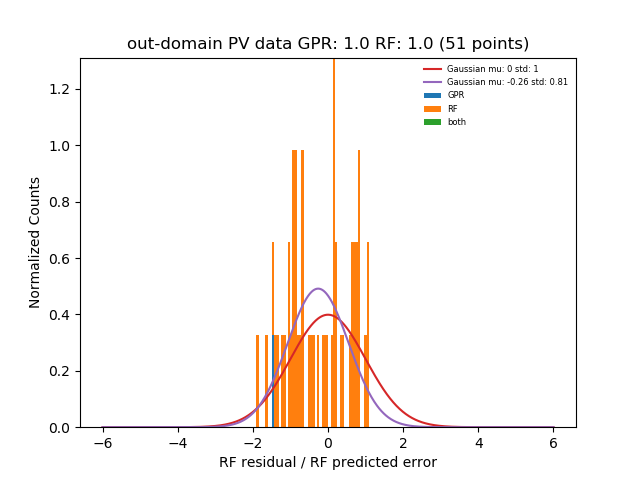 out-domain PV data GPR: 1.0 RF: 1.0 (51 points)
Gaussian mu: 0 std: 1
Gaussian mu: -0.26 std: 0.81
GPR
RF
both
Normalized Counts
1.2
1.0
0.8
0.6
0.4
0.2
0.0
−6 −4 −2 0 2 4 6
RF residual / RF predicted error